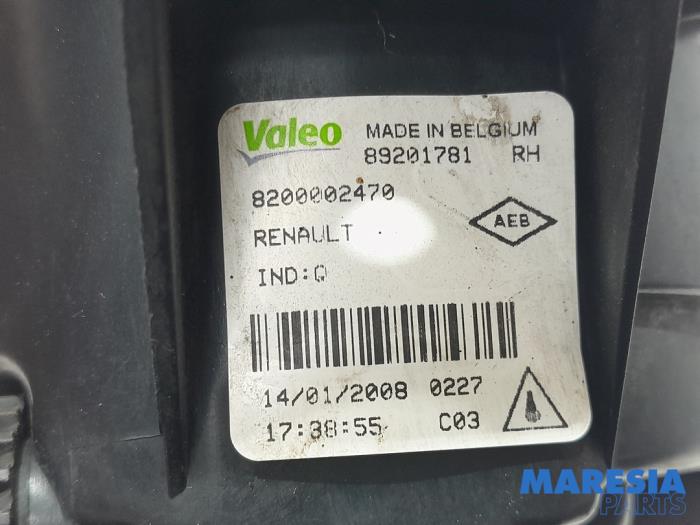 Valeo MADE IN BELGIUM
89201781 RH
8200002470
AEB
RENAULT
IND:Q
14/01/2008 0227
17:38:55 C03
MARESIA
PARTS